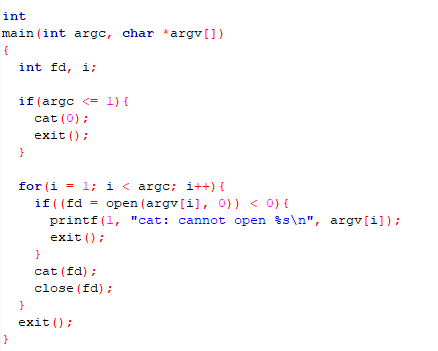 int
main(int argc, char *argv[])
{
  int fd, i;

  if(argc <= 1){
    cat(0);
    exit();
  }

  for(i = 1; i < argc; i++){
    if((fd = open(argv[i], 0)) < 0){
      printf(1, "cat: cannot open %s\n", argv[i]);
      exit();
    }
    cat(fd);
    close(fd);
  }
  exit();
}